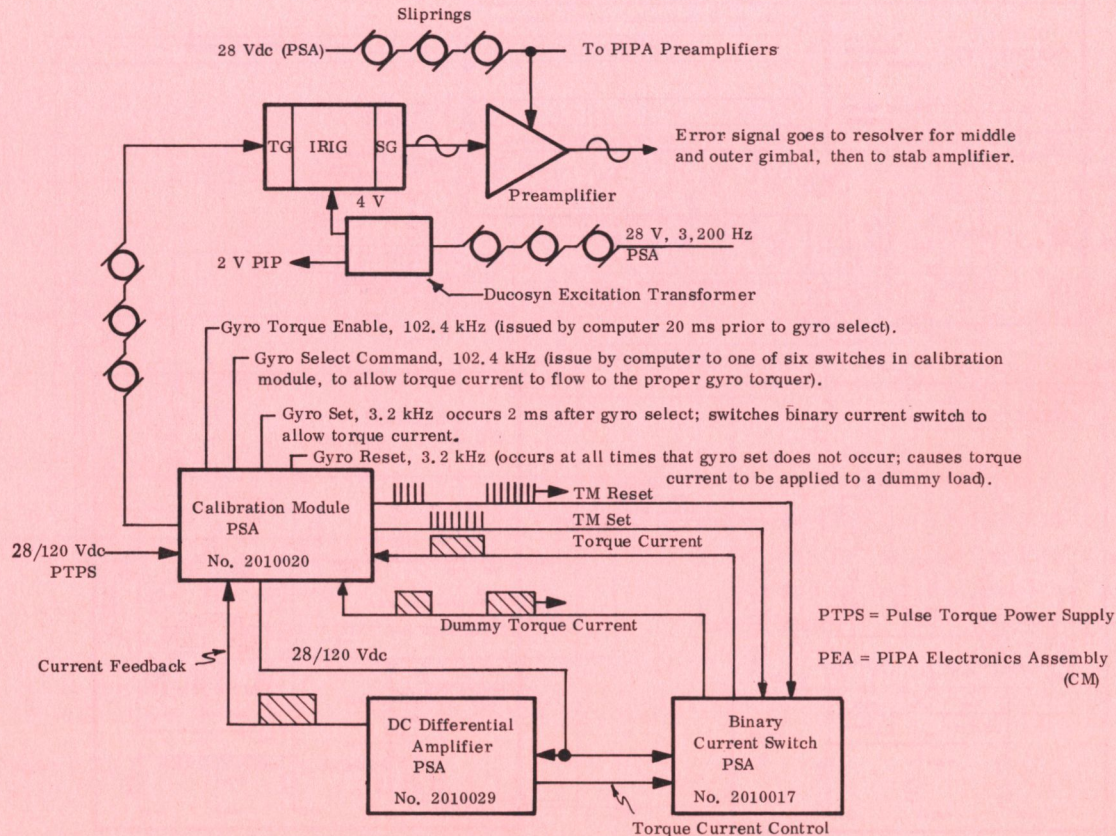 Sliprings
28 Vdc (PSA)
To PIPA Preamplifiers
TG
IRIG
SG
Error signal goes to resolver for middle
and outer gimbal, then to stab amplifier.
Preamplifier
4 V
28 V, 3,200 Hz
PSA
2 V PIP
Ducosyn Excitation Transformer
Gyro Torque Enable, 102.4 kHz (issued by computer 20 ms prior to gyro select).
Gyro Select Command, 102.4 kHz (issue by computer to one of six switches in calibration
module, to allow torque current to flow to the proper gyro torquer).
Gyro Set, 3.2 kHz occurs 2 ms after gyro select; switches binary current switch to
allow torque current.
Gyro Reset, 3.2 kHz (occurs at all times that gyro set does not occur; causes torque
current to be applied to a dummy load).
TM Reset
Calibration Module
PSA
No. 2010020
TM Set
Torque Current
28/120 Vdc
PTPS
Dummy Torque Current
PTPS = Pulse Torque Power Supply
Current Feedback
28/120 Vdc
PEA = PIPA Electronics Assembly
(CM)
DC Differential
Amplifier
PSA
No. 2010029
Binary
Current Switch
PSA
No. 2010017
Torque Current Control